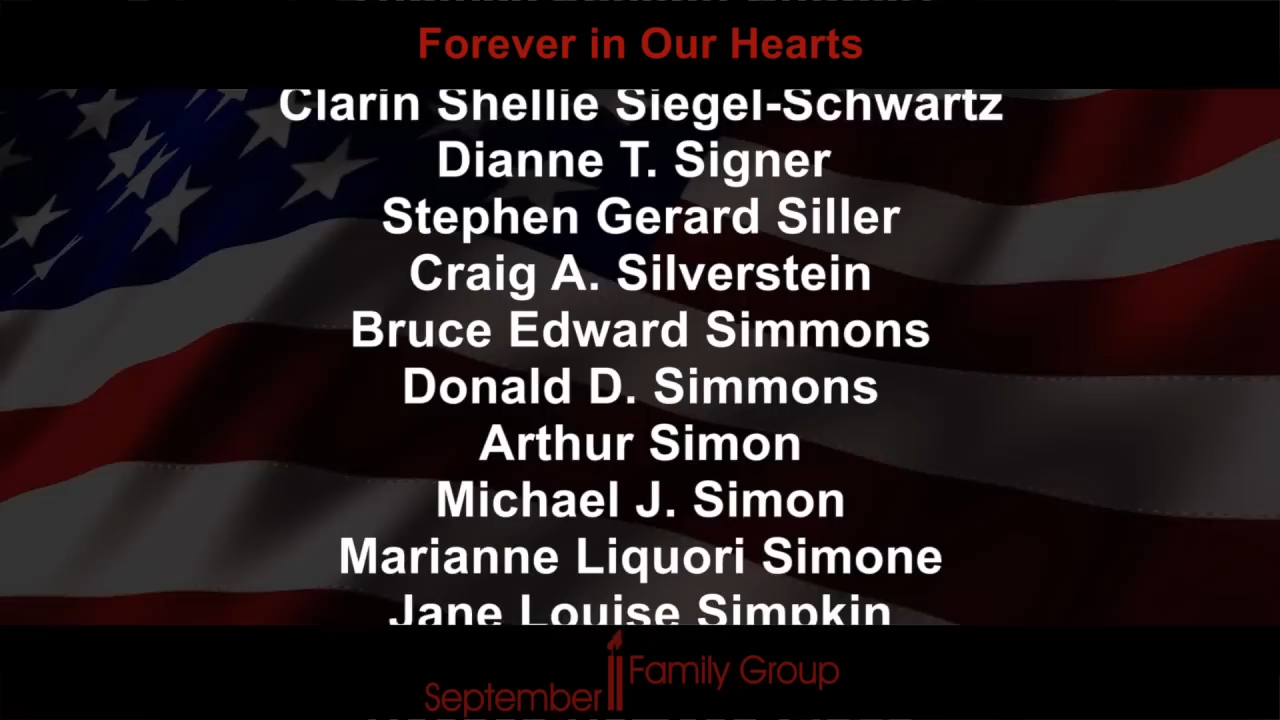 Forever in Our Hearts
Clarin Shellie Siegel-Schwartz
Dianne T. Signer
Stephen Gerard Siller
Craig A. Silverstein
Bruce Edward Simmons
Donald D. Simmons
Arthur Simon
Michael J. Simon
Marianne Liquori Simone
Jane Louise Simpkin
September 11 Family Group